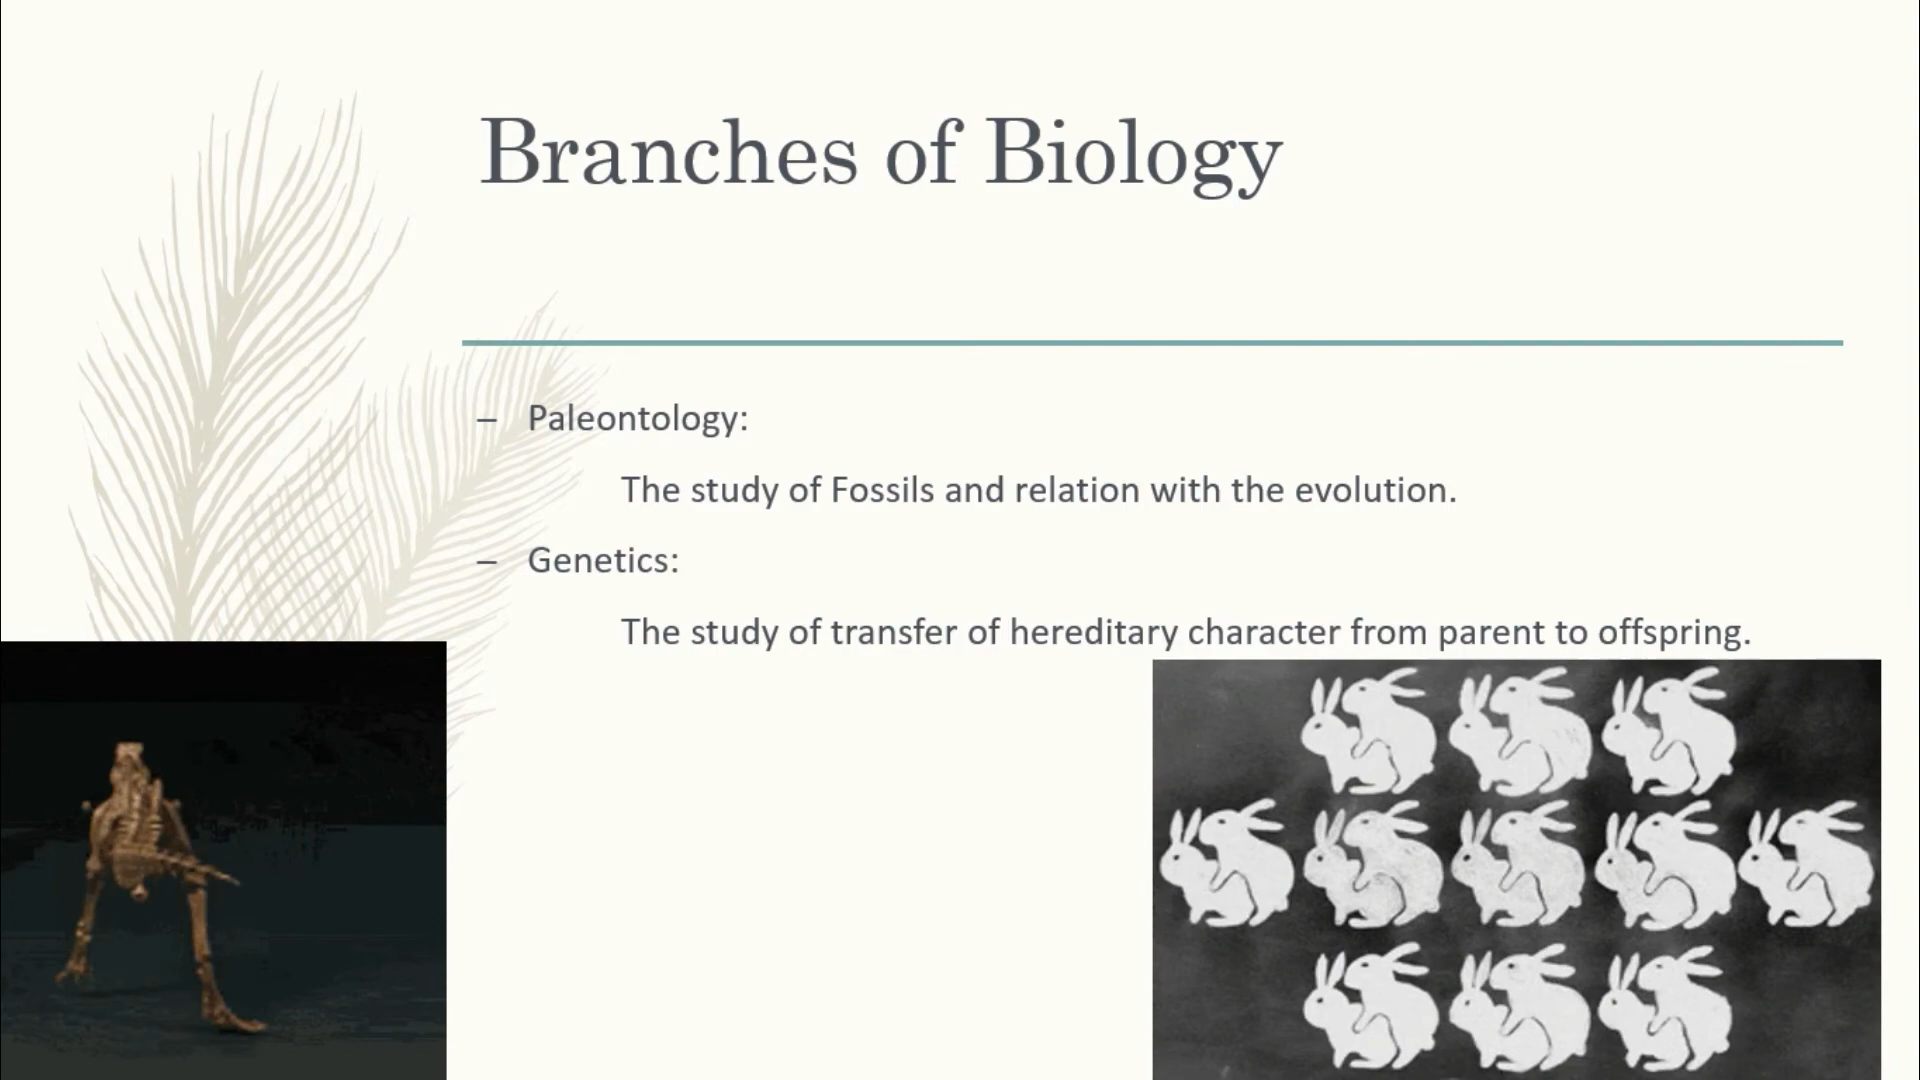 Branches of Biology
– Paleontology:
The study of Fossils and relation with the evolution.
– Genetics:
The study of transfer of hereditary character from parent to offspring.